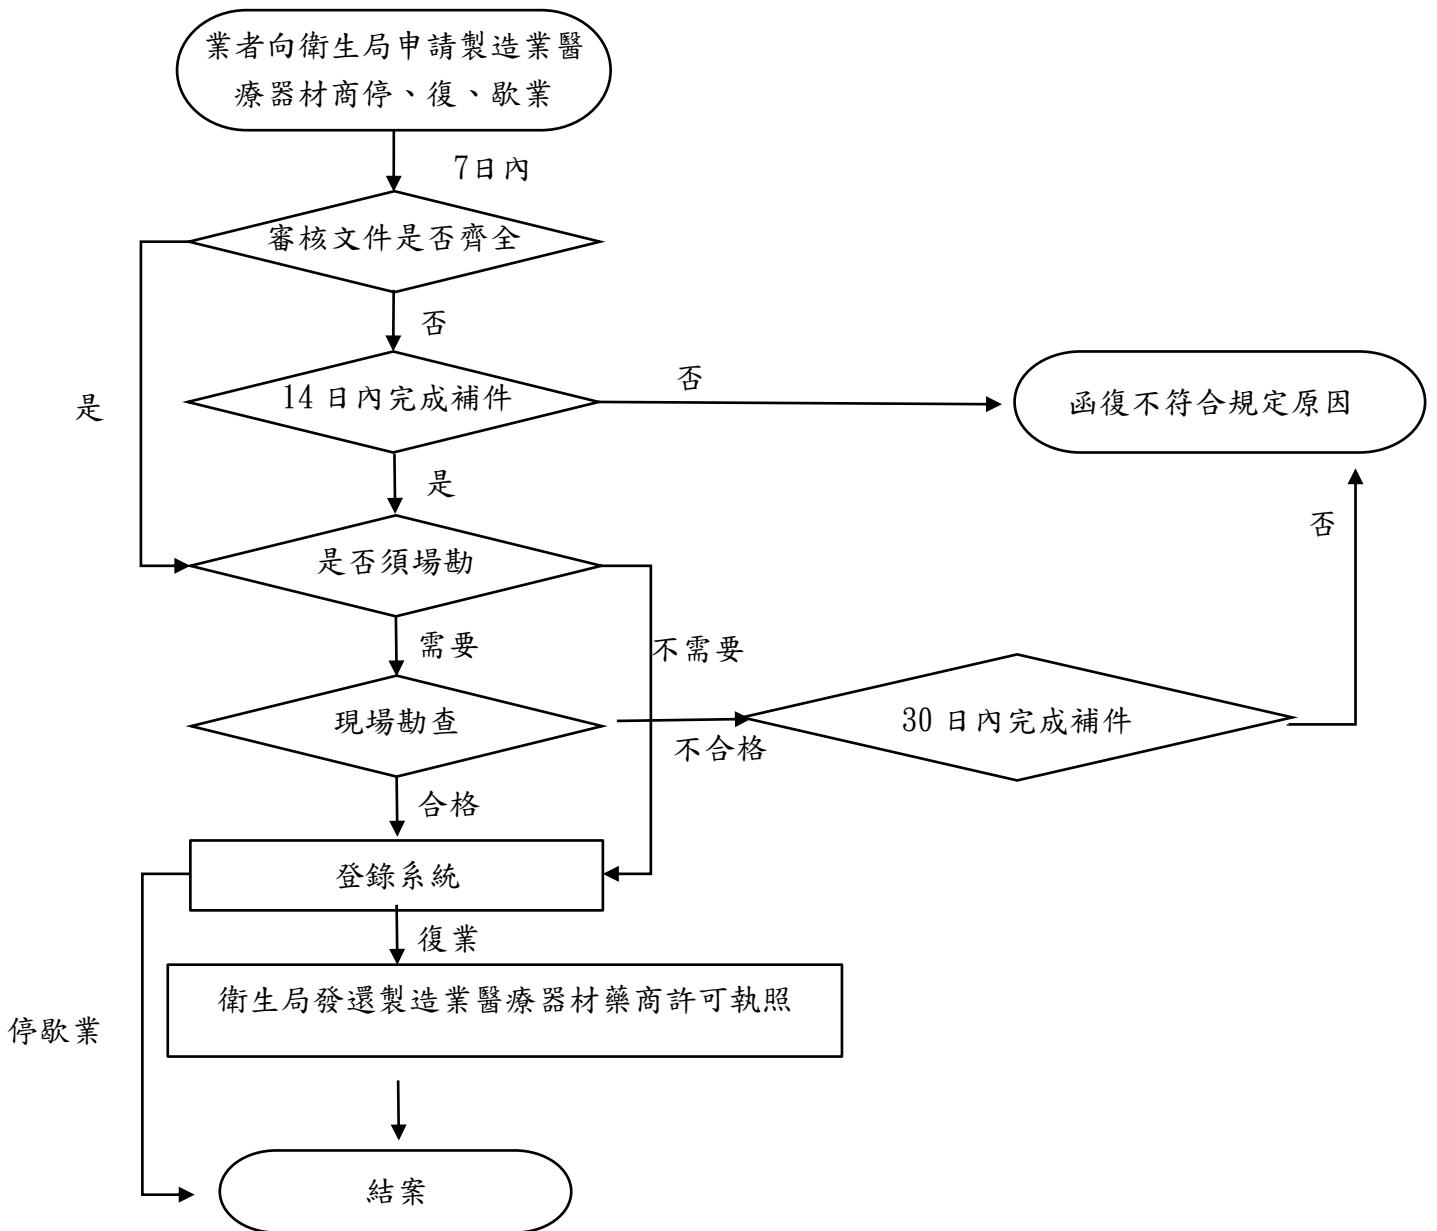 業者向衛生局申請製造業醫
療器材商停、復、歇業
7日內
審核文件是否齊全
否
14 日內完成補件
否
函復不符合規定原因
是
是
否
是否須場勘
需要
不需要
現場勘查
不合格
30 日內完成補件
合格
登錄系統
復業
衛生局發還製造業醫療器材藥商許可執照
停歇業
結案